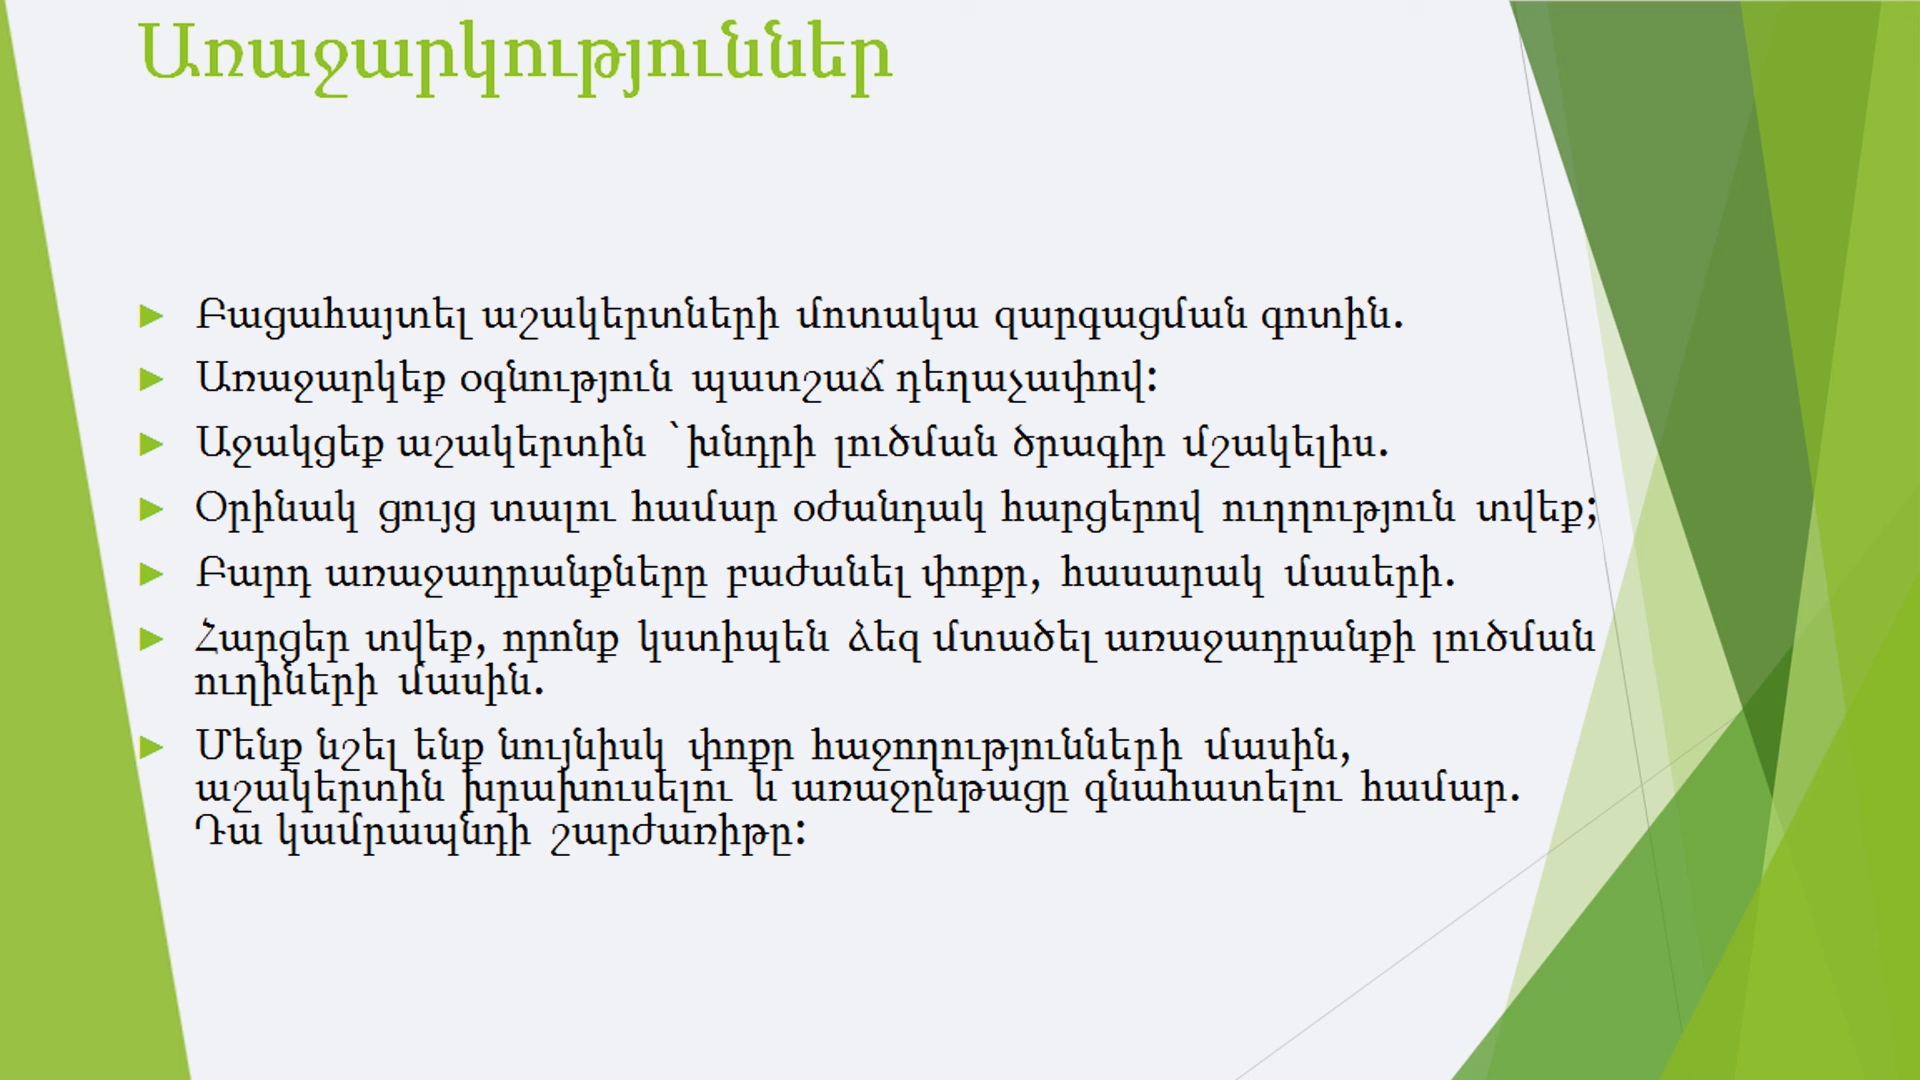 Առաջարկություններ
Բացահայտել աշակերտների մոտակա զարգացման գոտին.
Առաջարկեք օգնություն պատշաճ դեղաչափով:
Աջակցեք աշակերտին `խնդրի լուծման ծրագիր մշակելիս.
Օրինակ ցույց տալու համար օժանդակ հարցերով ուղղություն տվեք;
Բարդ առաջադրանքները բաժանել փոքր, հասարակ մասերի.
Հարցեր տվեք, որոնք կստիպեն ձեզ մտածել առաջադրանքի լուծման
ուղիների մասին.
Մենք նշել ենք նույնիսկ փոքր հաջողությունների մասին,
աշակերտին խրախուսելու և առաջընթացը գնահատելու համար.
Դա կամրապնդի շարժառիթը: